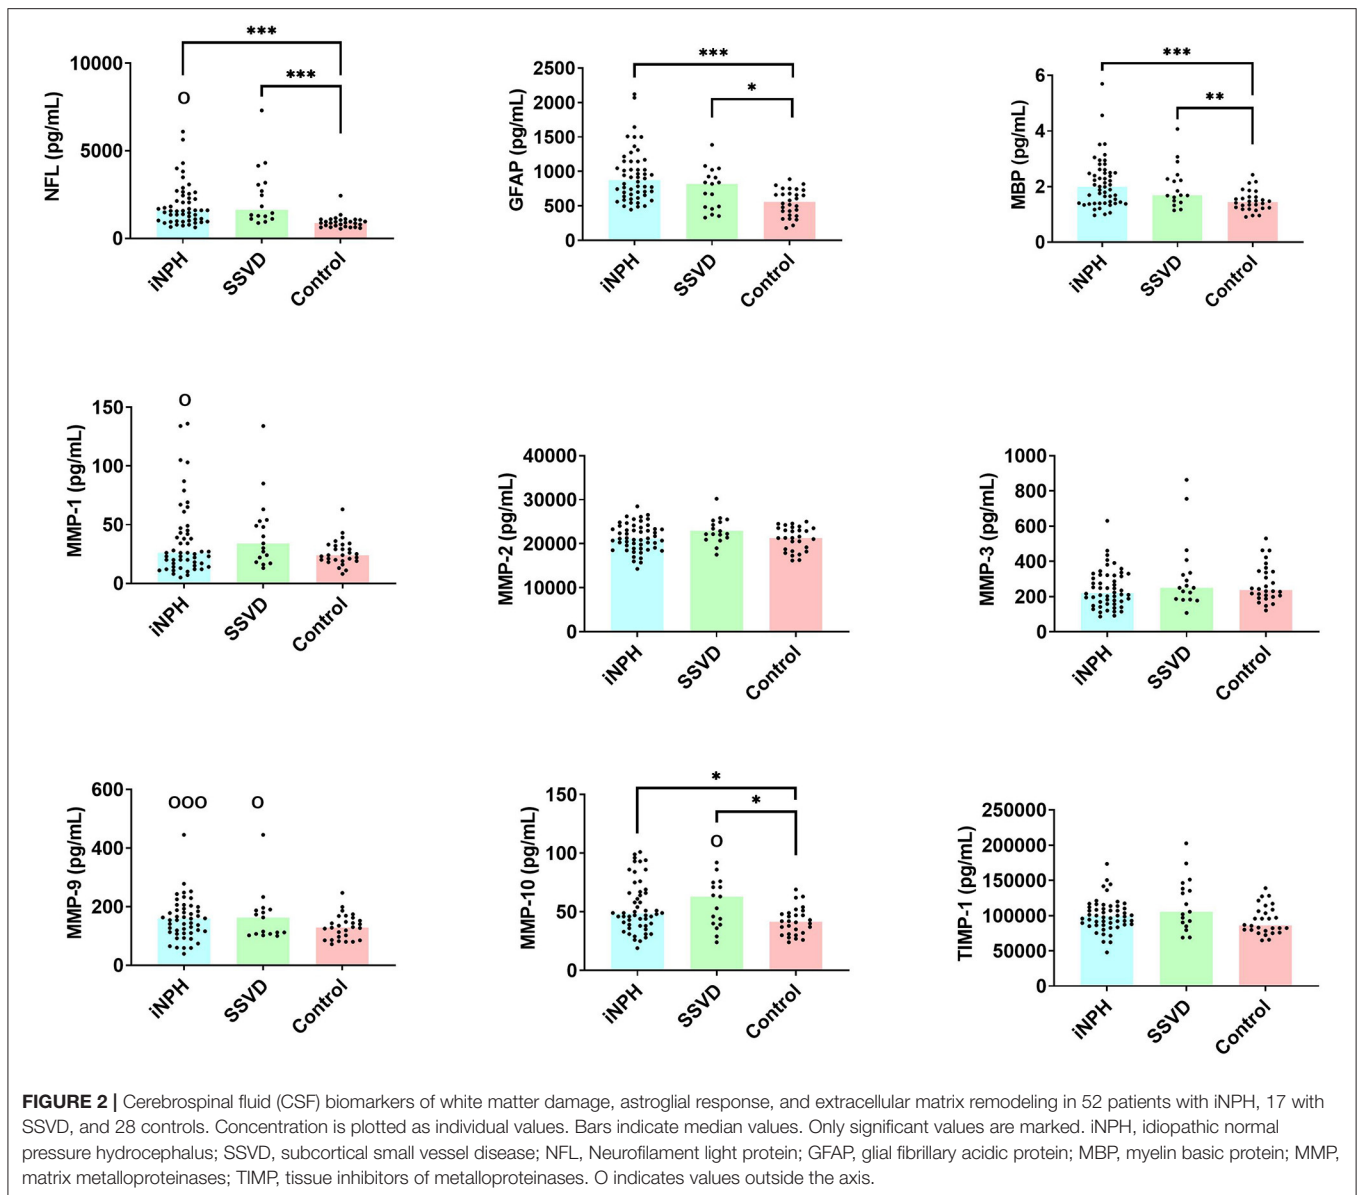 ***
***
10000
5000
0
NFL (pg/mL)
O
iNPH
SSVD
Control
***
*
2500
2000
1500
1000
500
0
GFAP (pg/mL)
iNPH
SSVD
Control
***
**
6
4
2
0
MBP (pg/mL)
iNPH
SSVD
Control
O
150
100
50
0
MMP-1 (pg/mL)
iNPH
SSVD
Control
40000
30000
20000
10000
0
MMP-2 (pg/mL)
iNPH
SSVD
Control
1000
800
600
400
200
0
MMP-3 (pg/mL)
iNPH
SSVD
Control
600
400
200
0
MMP-9 (pg/mL)
OOO
O
iNPH
SSVD
Control
*
*
150
100
50
0
MMP-10 (pg/mL)
O
iNPH
SSVD
Control
250000
200000
150000
100000
50000
0
TIMP-1 (pg/mL)
iNPH
SSVD
Control
FIGURE 2 | Cerebrospinal fluid (CSF) biomarkers of white matter damage, astroglial response, and extracellular matrix remodeling in 52 patients with iNPH, 17 with
SSVD, and 28 controls. Concentration is plotted as individual values. Bars indicate median values. Only significant values are marked. iNPH, idiopathic normal
pressure hydrocephalus; SSVD, subcortical small vessel disease; NFL, Neurofilament light protein; GFAP, glial fibrillary acidic protein; MBP, myelin basic protein; MMP,
matrix metalloproteinases; TIMP, tissue inhibitors of metalloproteinases. O indicates values outside the axis.